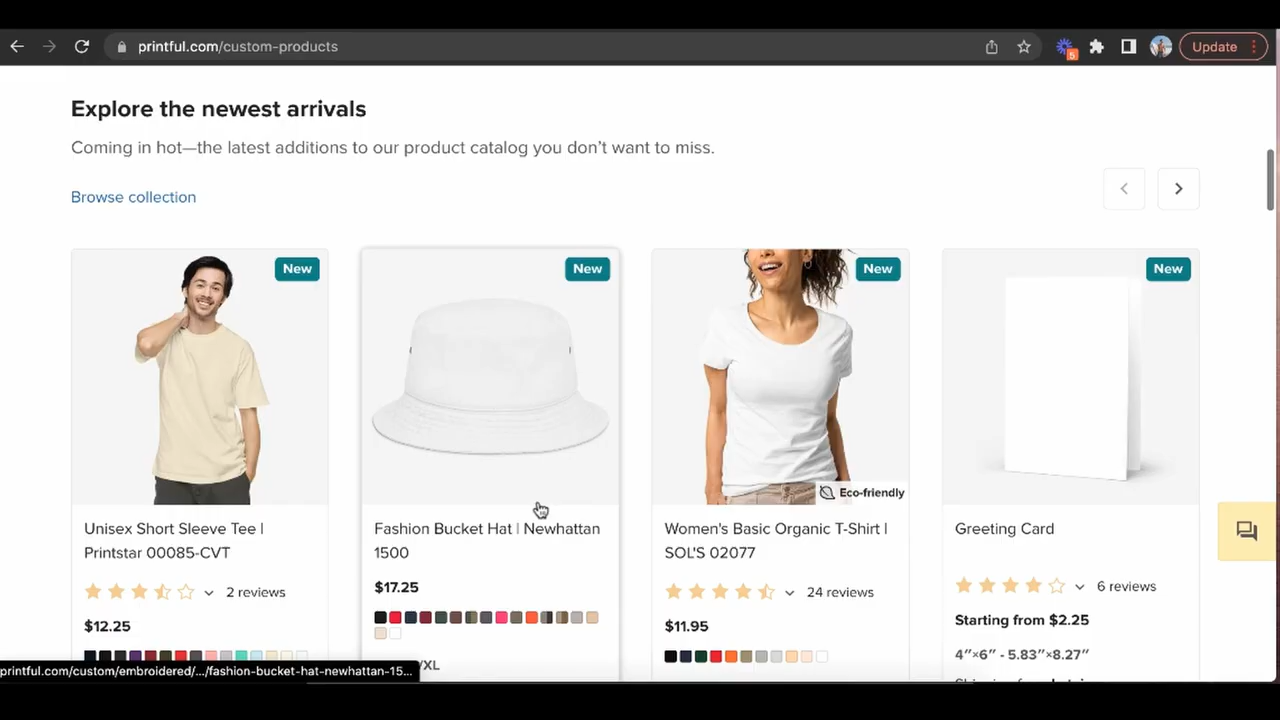 printful.com/custom-products
5
Update
Explore the newest arrivals
Coming in hot—the latest additions to our product catalog you don't want to miss.
Browse collection
New
New
New
New
Eco-friendly
Unisex Short Sleeve Tee |
Printstar 00085-CVT
2 reviews
$12.25
Fashion Bucket Hat | Newhattan
1500
$17.25
/XL
Women's Basic Organic T-Shirt |
SOL'S 02077
24 reviews
$11.95
Greeting Card
6 reviews
Starting from $2.25
4″×6″ - 5.83″×8.27″
printful.com/custom/embroidered/.../fashion-bucket-hat-newhattan-15...